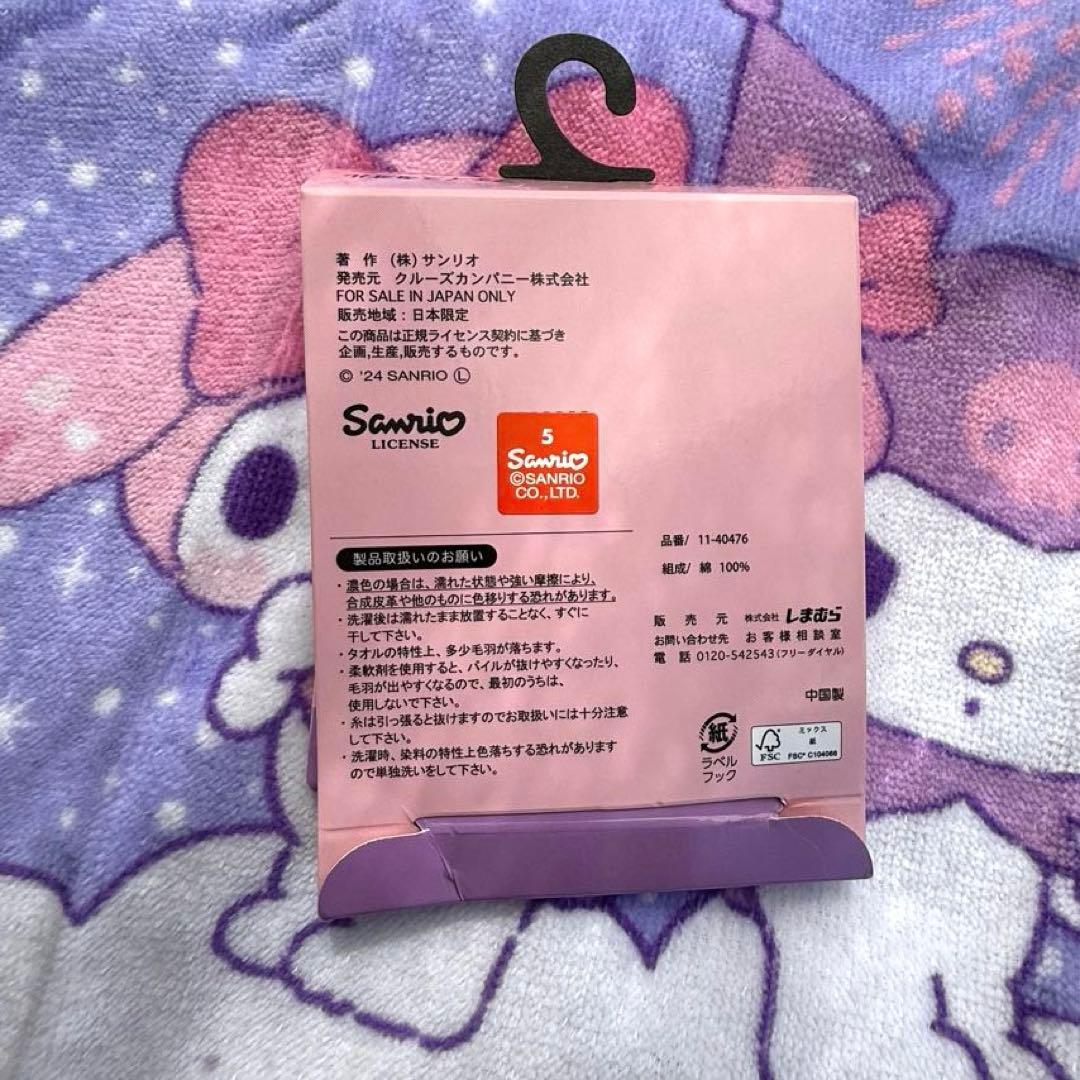 著 作 (株)サンリオ
発売元 クルーズカンパニー株式会社
FOR SALE IN JAPAN ONLY
販売地域:日本限定
この商品は正規ライセンス契約に基づき
企画,生産,販売するものです。
© '24 SANRIO Ⓛ
Sanrio
LICENSE
5
Sanrio
©SANRIO
CO.,LTD.
製品取扱いのお願い
・濃色の場合は、濡れた状態や強い摩擦により、
合成皮革や他のものに色移りする恐れがあります。
・洗濯後は濡れたまま放置することなく、すぐに
干して下さい。
・タオルの特性上、多少毛羽が落ちます。
・柔軟剤を使用すると、パイルが抜けやすくなったり、
毛羽が出やすくなるので、最初のうちは、
使用しないで下さい。
・糸は引っ張ると抜けますのでお取扱いには十分注意
して下さい。
・洗濯時、染料の特性上色落ちする恐れがあります
ので単独洗いをして下さい。
品番/ 11-40476
組成/ 綿 100%
販 売 元 株式会社 しまむら
お問い合わせ先 お客様相談室
電 話 0120-542543(フリーダイヤル)
中国製
紙
ラベル
フック
FSC
ミックス
紙
FSC® C104086